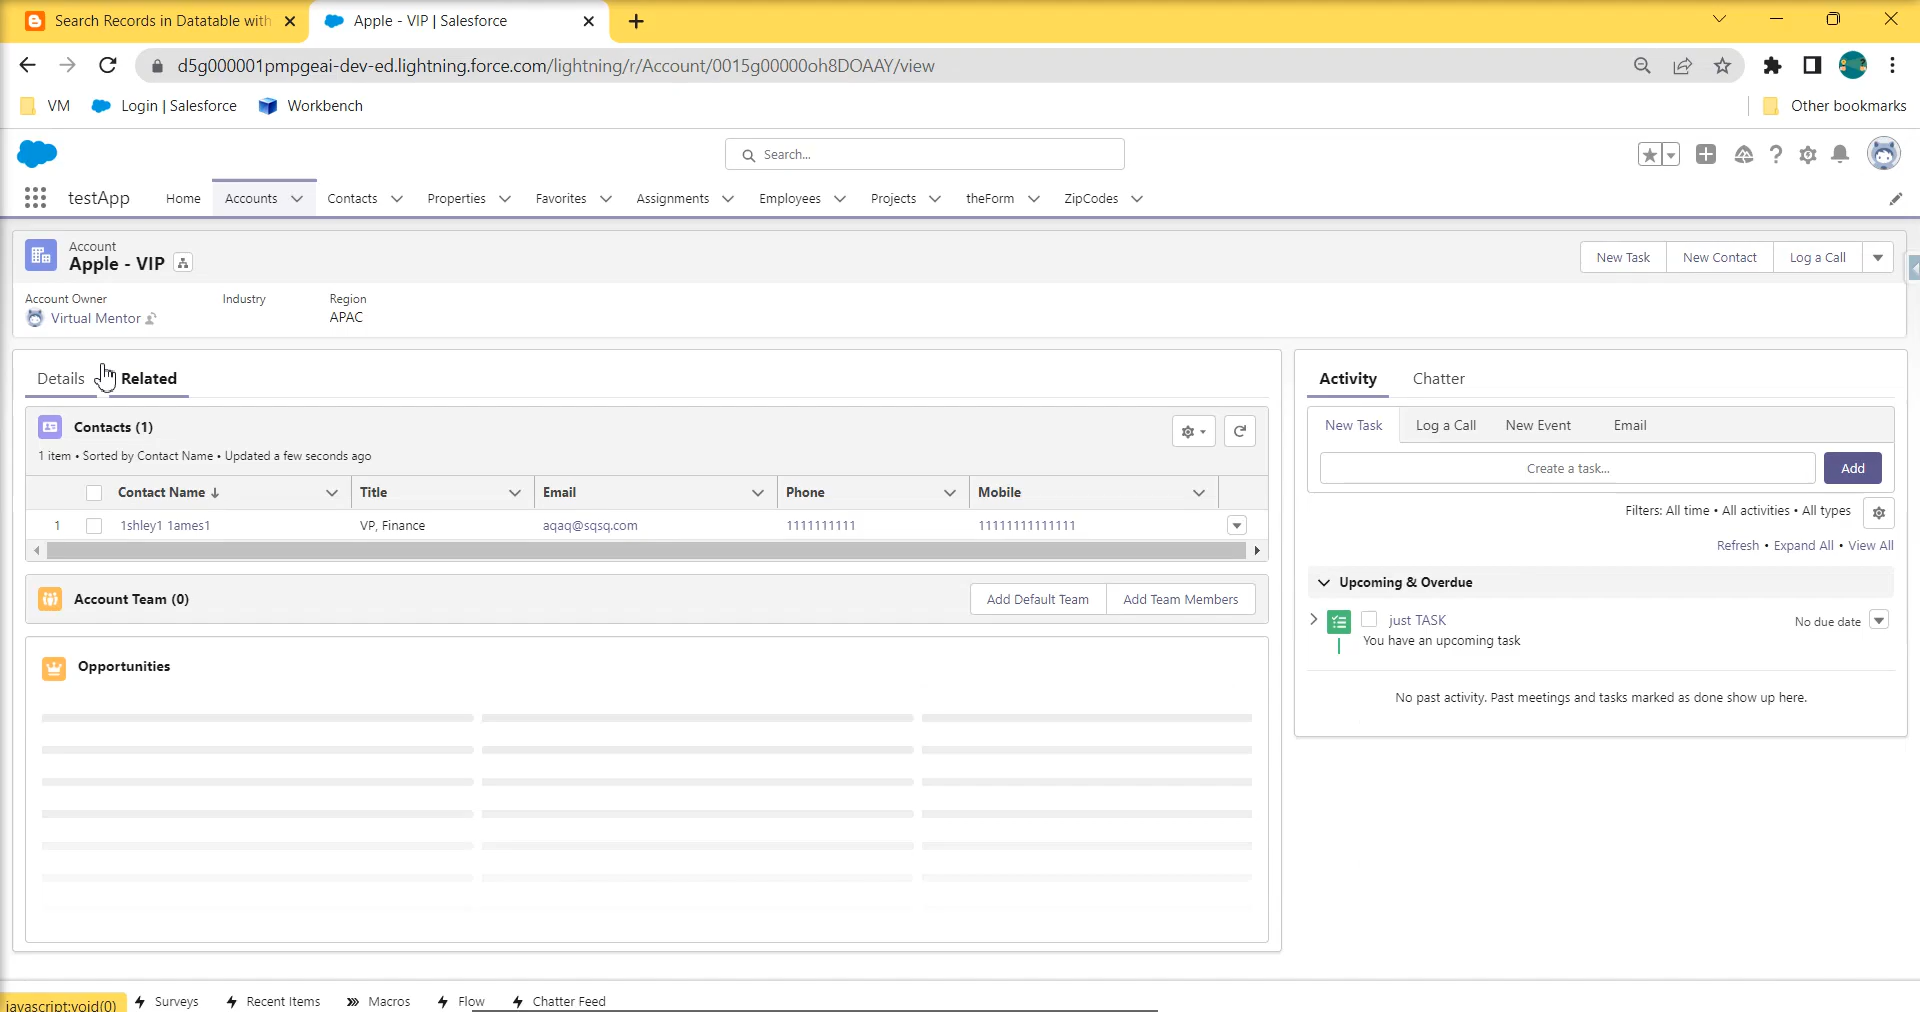 Search Records in Datatable with
Apple - VIP | Salesforce
d5g000001pmpgeai-dev-ed.lightning.force.com/lightning/r/Account/0015g00000oh8DOAAY/view
VM Login | Salesforce Workbench Other bookmarks
Search...
testApp Home Accounts Contacts Properties Favorites Assignments Employees Projects theForm ZipCodes
Account
Apple - VIP
New Task New Contact Log a Call
Account Owner Industry Region
Virtual Mentor APAC
Details Related
Contacts (1)
1 item • Sorted by Contact Name • Updated a few seconds ago
Contact Name Title Email Phone Mobile
1 1shley1 1ames1 VP, Finance aqaq@sqsq.com 1111111111 11111111111111
Account Team (0) Add Default Team Add Team Members
Opportunities
Activity Chatter
New Task Log a Call New Event Email
Create a task... Add
Filters: All time • All activities • All types
Refresh • Expand All • View All
Upcoming & Overdue
just TASK No due date
You have an upcoming task
No past activity. Past meetings and tasks marked as done show up here.
javascript:void(0) Surveys Recent Items Macros Flow Chatter Feed